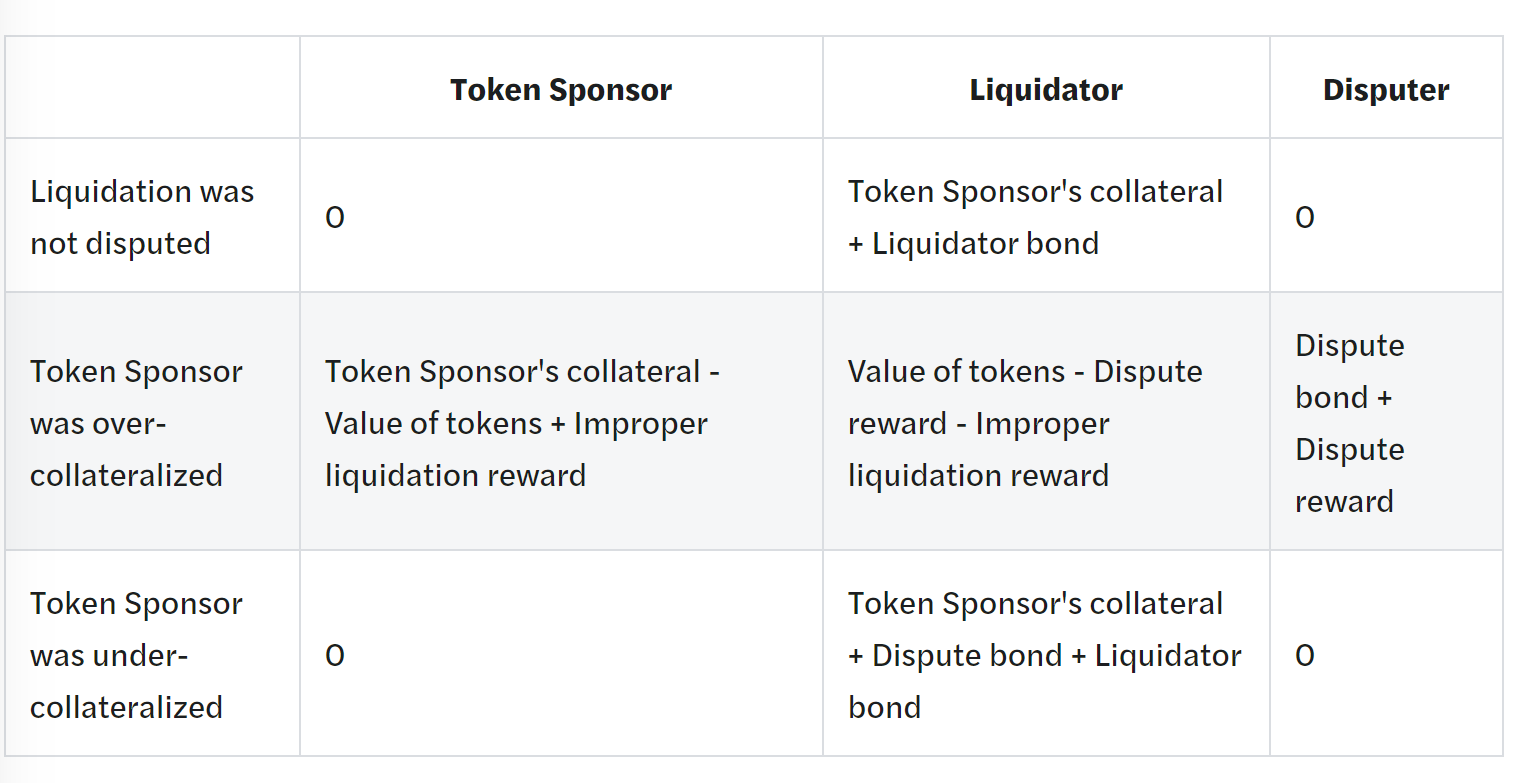 Token Sponsor
Liquidator
Disputer
Liquidation was
not disputed
0
Token Sponsor's collateral
+ Liquidator bond
0
Token Sponsor
was over-
collateralized
Token Sponsor's collateral -
Value of tokens + Improper
liquidation reward
Value of tokens - Dispute
reward - Improper
liquidation reward
Dispute
bond +
Dispute
reward
Token Sponsor
was under-
collateralized
0
Token Sponsor's collateral
+ Dispute bond + Liquidator
bond
0